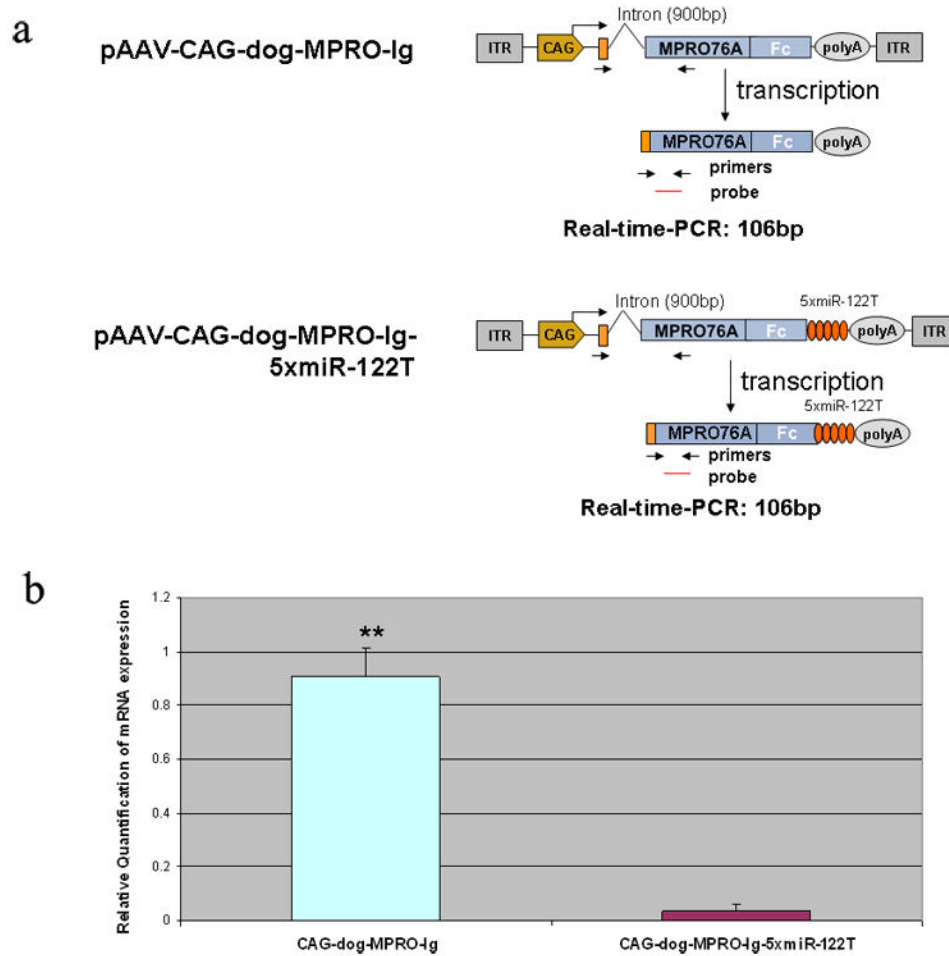 a
pAAV-CAG-dog-MPRO-Ig
Intron (900bp)
ITR CAG MPRO76A Fc polyA ITR
transcription
MPRO76A Fc polyA
primers
probe
Real-time-PCR: 106bp
pAAV-CAG-dog-MPRO-Ig-
5xmiR-122T
Intron (900bp) 5xmiR-122T
ITR CAG MPRO76A Fc polyA ITR
transcription
5xmiR-122T
MPRO76A Fc polyA
primers
probe
Real-time-PCR: 106bp
b
Relative Quantification of mRNA expression
1.2
1
0.8
0.6
0.4
0.2
0
**
CAG-dog-MPRO-Ig CAG-dog-MPRO-Ig-5xmiR-122T